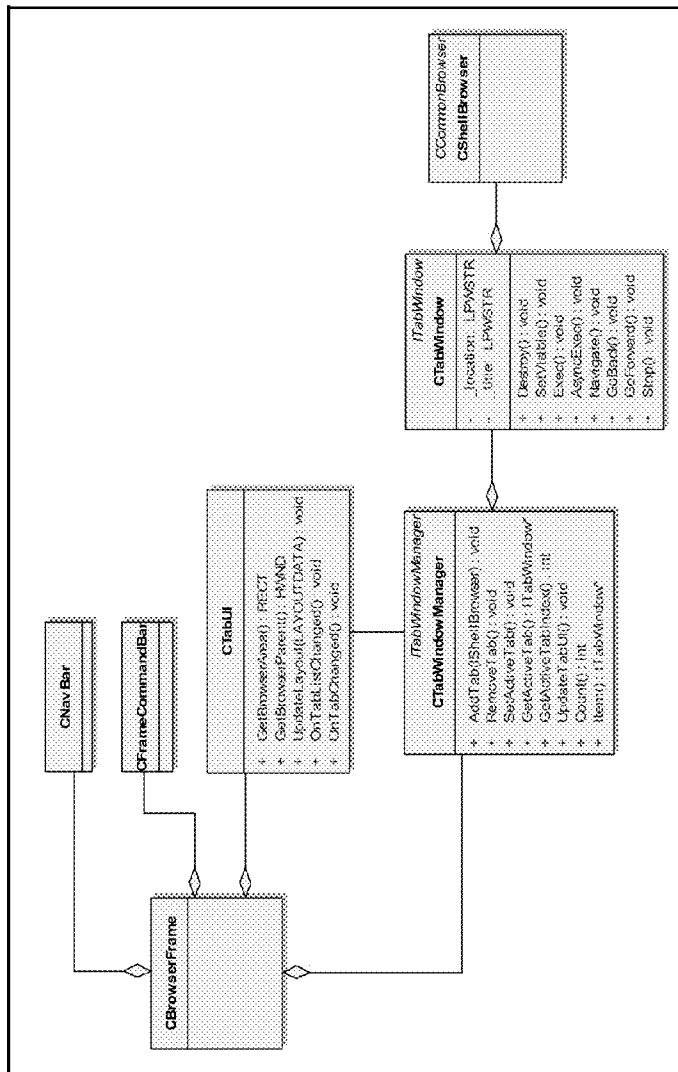 CNavBar
CFrameCommandBar
CBrowserFrame
CTabUI
+ GetBrowserArea() : RECT
+ GetBrowserParent() : HWND
+ UpdateLayout(LAYOUTDATA) : void
+ OnTabListChanged() : void
+ OnTabChanged() : void
ITabWindowManager
CTabWindowManager
+ AddTab(IShellBrowser) : void
+ RemoveTab() : void
+ SetActiveTab() : void
+ GetActiveTab() : ITabWindow*
+ GetActiveTabIndex() : int
+ UpdateTabUI() : void
+ Count() : int
+ Item() : ITabWindow*
ITabWindow
CTabWindow
- _location: LPWSTR
- _title: LPWSTR
+ Destroy() : void
+ SetVisible() : void
+ Exec() : void
+ AsyncExec() : void
+ Navigate() : void
+ GoBack() : void
+ GoForward() : void
+ Stop() : void
CCommonBrowser
CShellBrowser